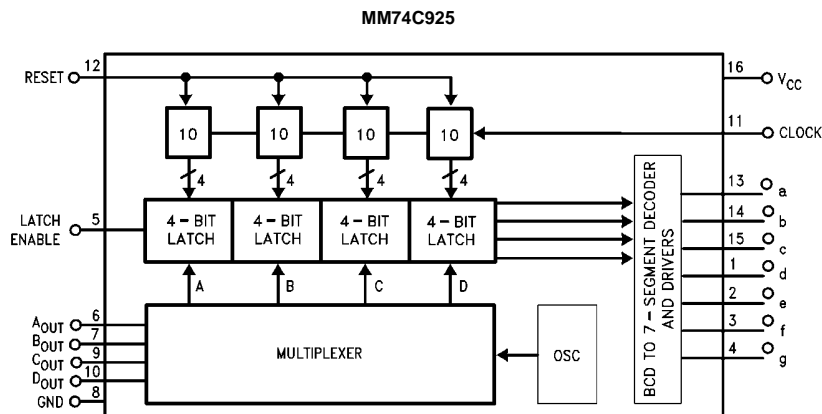 MM74C925
RESET 12
16 VCC
10 10 10 10
11 CLOCK
4 4 4 4
13 a
LATCH ENABLE 5
4 - BIT LATCH
4 - BIT LATCH
4 - BIT LATCH
4 - BIT LATCH
14 b
15 c
1 d
2 e
3 f
4 g
BCD TO 7 - SEGMENT DECODER AND DRIVERS
A B C D
AOUT 6
BOUT 7
COUT 9
DOUT 10
GND 8
MULTIPLEXER
OSC